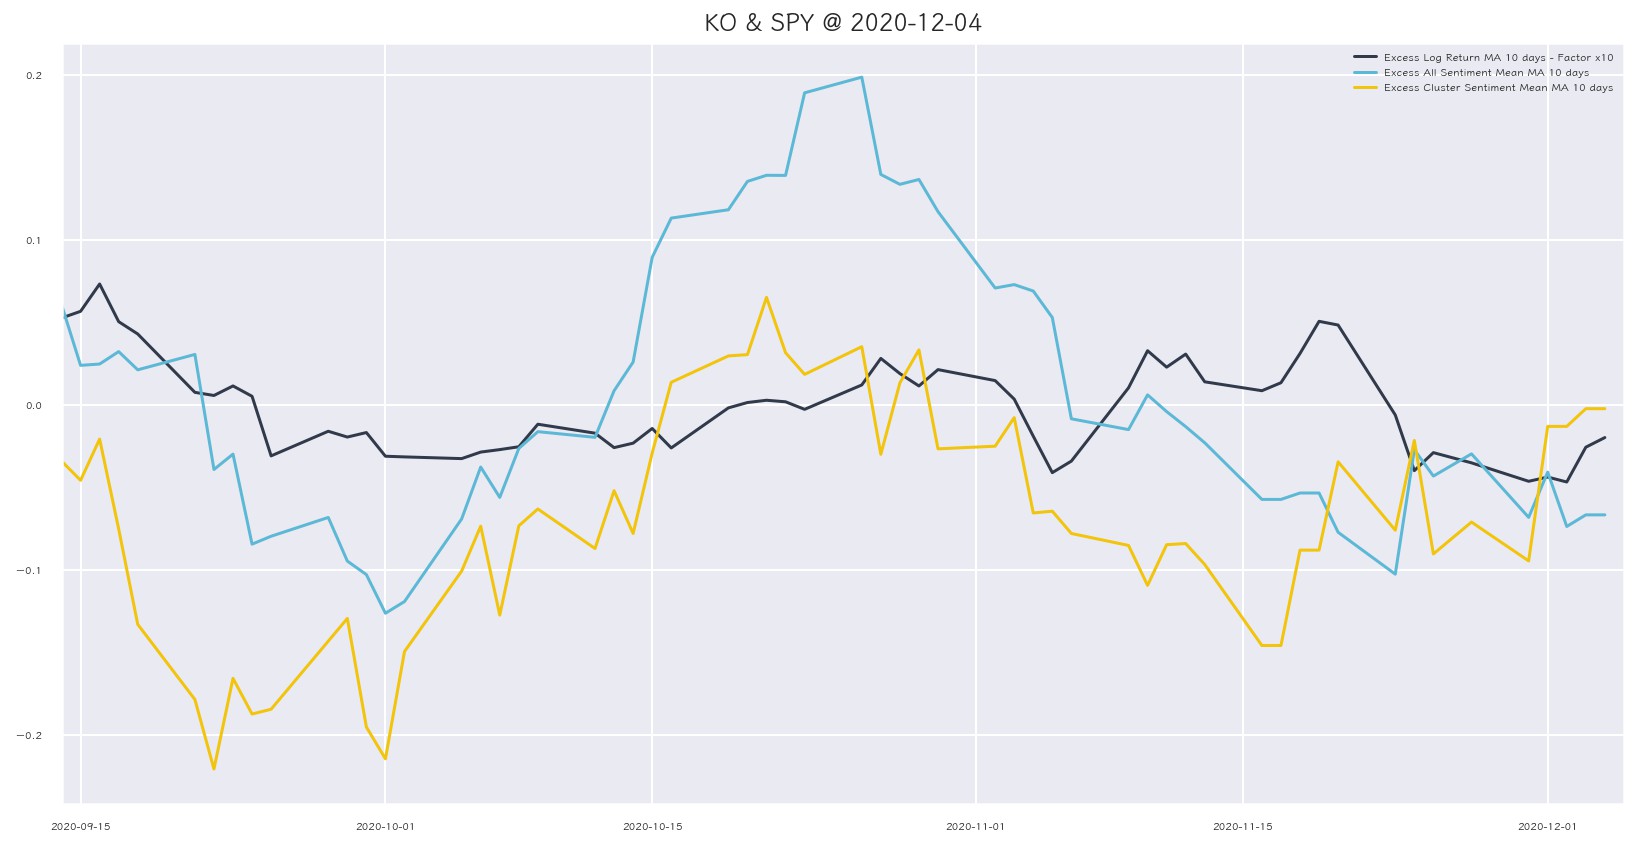 KO & SPY @ 2020-12-04
Excess Log Return MA 10 days - Factor x10
Excess All Sentiment Mean MA 10 days
Excess Cluster Sentiment Mean MA 10 days
0.2
0.1
0.0
−0.1
−0.2
2020-09-15 2020-10-01 2020-10-15 2020-11-01 2020-11-15 2020-12-01